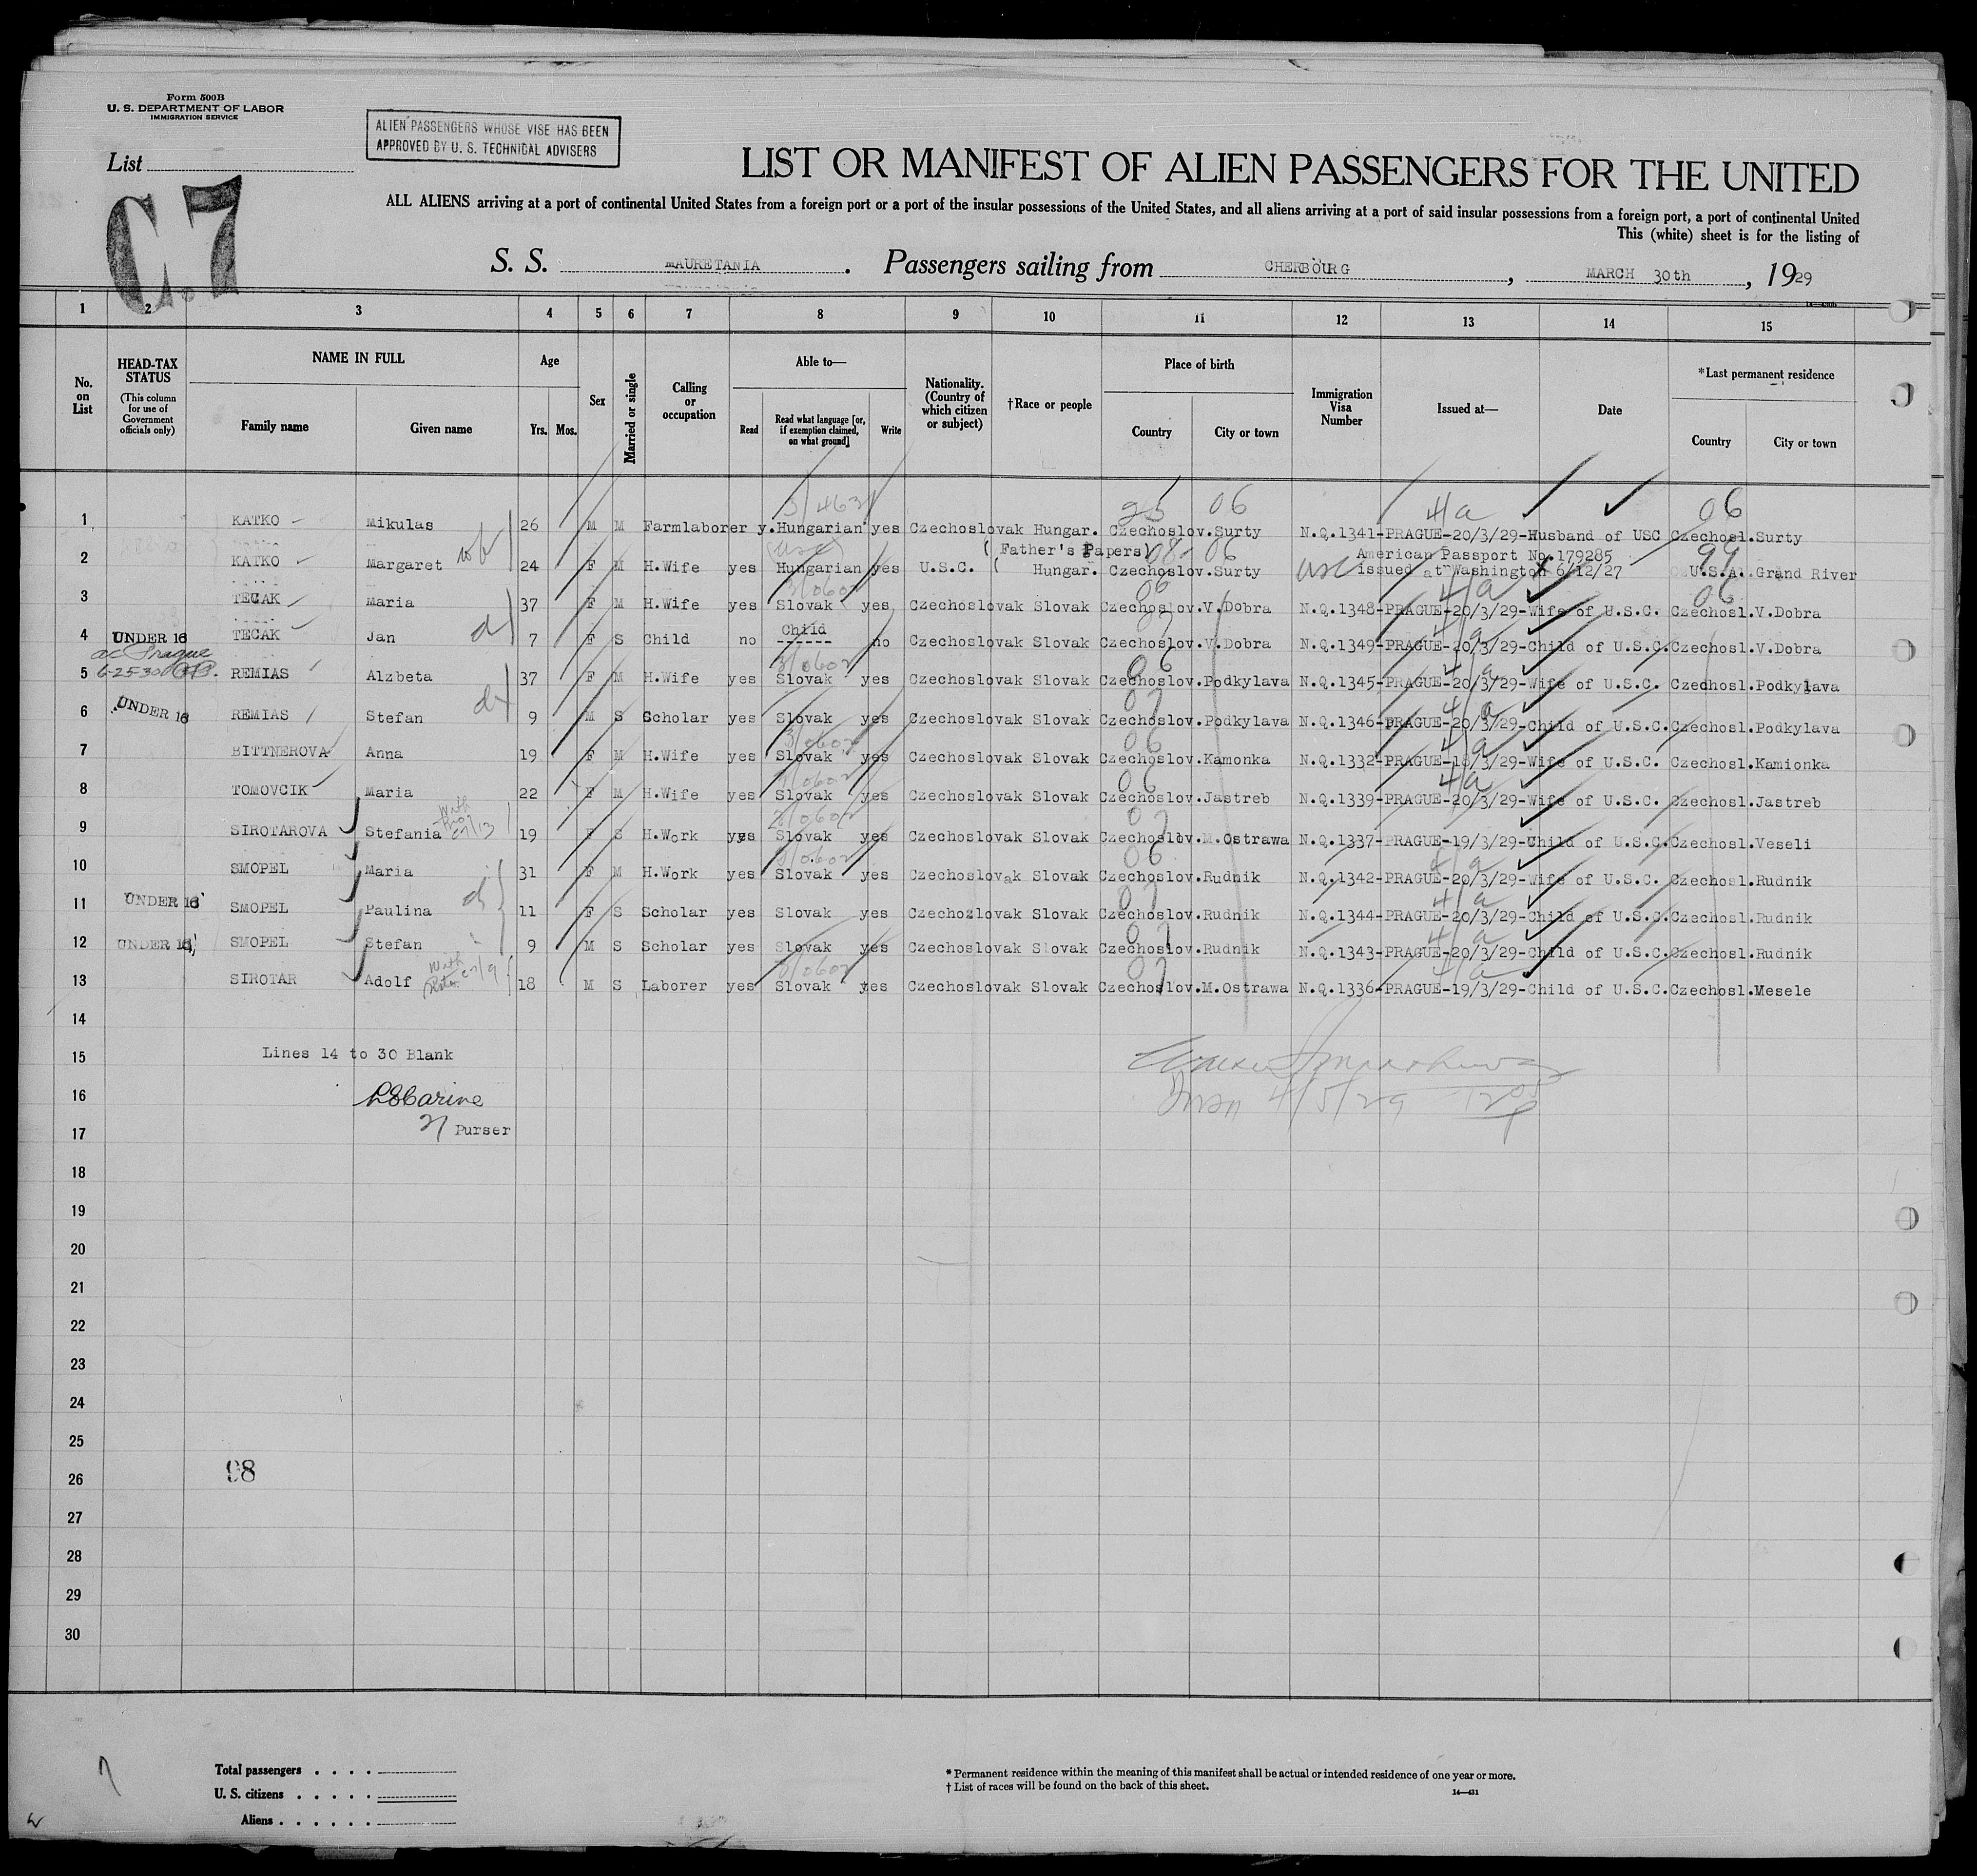 Form 500B
U. S. DEPARTMENT OF LABOR
IMMIGRATION SERVICE
ALIEN PASSENGERS WHOSE VISE HAS BEEN
APPROVED BY U. S. TECHNICAL ADVISERS
List
C.7
LIST OR MANIFEST OF ALIEN PASSENGERS FOR THE UNITED
ALL ALIENS arriving at a port of continental United States from a foreign port or a port of the insular possessions of the United States, and all aliens arriving at a port of said insular possessions from a foreign port, a port of continental United
This (white) sheet is for the listing of
S. S. MAURETANIA . Passengers sailing from CHERBOURG , MARCH 30th , 1929
1 2 3 4 5 6 7 8 9 10 11 12 13 14 15
No. on List
HEAD-TAX STATUS
(This column for use of Government officials only)
NAME IN FULL
Family name Given name
Age
Yrs. Mos.
Sex
Married or single
Calling or occupation
Able to—
Read
Read what language [or, if exemption claimed, on what ground]
Write
Nationality. (Country of which citizen or subject)
†Race or people
Place of birth
Country City or town
Immigration Visa Number
Issued at—
Date
*Last permanent residence
Country City or town
25 06 4/a 06
1 KATKO Mikulas 26 M M Farmlaborer y. Hungarian yes Czechoslovak Hungar. Czechoslov. Surty N.Q.1341-PRAGUE-20/3/29-Husband of USC Czechosl. Surty
( Father's Papers) American Passport No. 179285
2 KATKO Margaret 24 F M H.Wife yes Hungarian yes U.S.C. ( Hungar. Czechoslov. Surty usc issued at Washington 6/12/27 U.S.A. Grand River
3 TECAK Maria 37 F M H.Wife yes Slovak yes Czechoslovak Slovak Czechoslov. V.Dobra N.Q.1348-PRAGUE-20/3/29-Wife of U.S.C. Czechosl. V.Dobra
4 UNDER 16 TECAK Jan 7 F S Child no Child ------ no Czechoslovak Slovak Czechoslov. V.Dobra N.Q.1349-PRAGUE-20/3/29-Child of U.S.C. Czechosl. V.Dobra
5 REMIAS Alzbeta 37 F M H.Wife yes Slovak yes Czechoslovak Slovak Czechoslov. Podkylava N.Q.1345-PRAGUE-20/3/29-Wife of U.S.C. Czechosl. Podkylava
6 UNDER 16 REMIAS Stefan 9 M S Scholar yes Slovak yes Czechoslovak Slovak Czechoslov. Podkylava N.Q.1346-PRAGUE-20/3/29-Child of U.S.C. Czechosl. Podkylava
7 BITTNEROVA Anna 19 F M H.Wife yes Slovak yes Czechoslovak Slovak Czechoslov. Kamonka N.Q.1332-PRAGUE-18/3/29-Wife of U.S.C. Czechosl. Kamionka
8 TOMOVCIK Maria 22 F M H.Wife yes Slovak yes Czechoslovak Slovak Czechoslov. Jastreb N.Q.1339-PRAGUE-20/3/29-Wife of U.S.C. Czechosl. Jastreb
9 SIROTAROVA Stefania 19 F S H.Work yes Slovak yes Czechoslovak Slovak Czechoslov. M.Ostrawa N.Q.1337-PRAGUE-19/3/29-Child of U.S.C. Czechosl. Veseli
10 SMOPEL Maria 31 F M H.Work yes Slovak yes Czechoslovak Slovak Czechoslov. Rudnik N.Q.1342-PRAGUE-20/3/29-Wife of U.S.C. Czechosl. Rudnik
11 UNDER 16 SMOPEL Paulina 11 F S Scholar yes Slovak yes Czechozlovak Slovak Czechoslov. Rudnik N.Q.1344-PRAGUE-20/3/29-Child of U.S.C. Czechosl. Rudnik
12 UNDER 16 SMOPEL Stefan 9 M S Scholar yes Slovak yes Czechoslovak Slovak Czechoslov. Rudnik N.Q.1343-PRAGUE-20/3/29-Child of U.S.C. Czechosl. Rudnik
13 SIROTAR Adolf 18 M S Laborer yes Slovak yes Czechoslovak Slovak Czechoslov. M.Ostrawa N.Q.1336-PRAGUE-19/3/29-Child of U.S.C. Czechosl. Mesele
14
15 Lines 14 to 30 Blank
16 4/5/29
17 Purser
18
19
20
21
22
23
24
25
26 98
27
28
29
30
Total passengers . . . .
U. S. citizens . . . . .
Aliens . . . . . .
* Permanent residence within the meaning of this manifest shall be actual or intended residence of one year or more.
† List of races will be found on the back of this sheet.
14—431